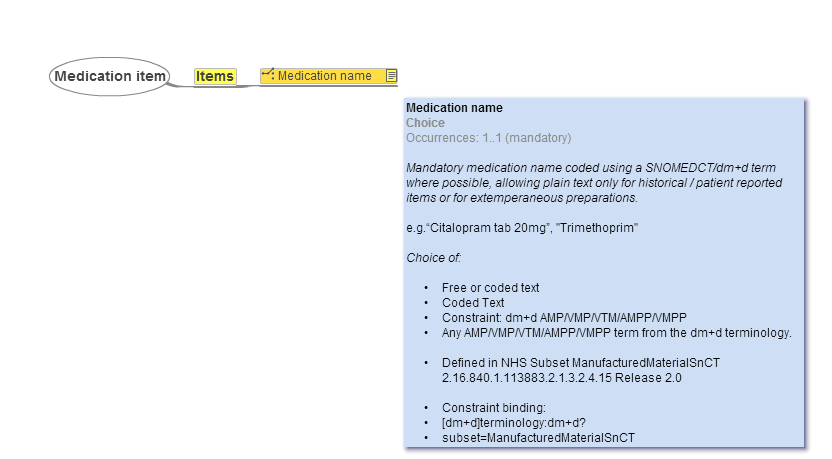 Medication item
Items
Medication name
Medication name
Choice
Occurrences: 1..1 (mandatory)
Mandatory medication name coded using a SNOMEDCT/dm+d term
where possible, allowing plain text only for historical / patient reported
items or for extemperaneous preparations.
e.g.“Citalopram tab 20mg”, "Trimethoprim"
Choice of:
• Free or coded text
• Coded Text
• Constraint: dm+d AMP/VMP/VTM/AMPP/VMPP
• Any AMP/VMP/VTM/AMPP/VMPP term from the dm+d terminology.
• Defined in NHS Subset ManufacturedMaterialSnCT
2.16.840.1.113883.2.1.3.2.4.15 Release 2.0
• Constraint binding:
• [dm+d]terminology:dm+d?
• subset=ManufacturedMaterialSnCT